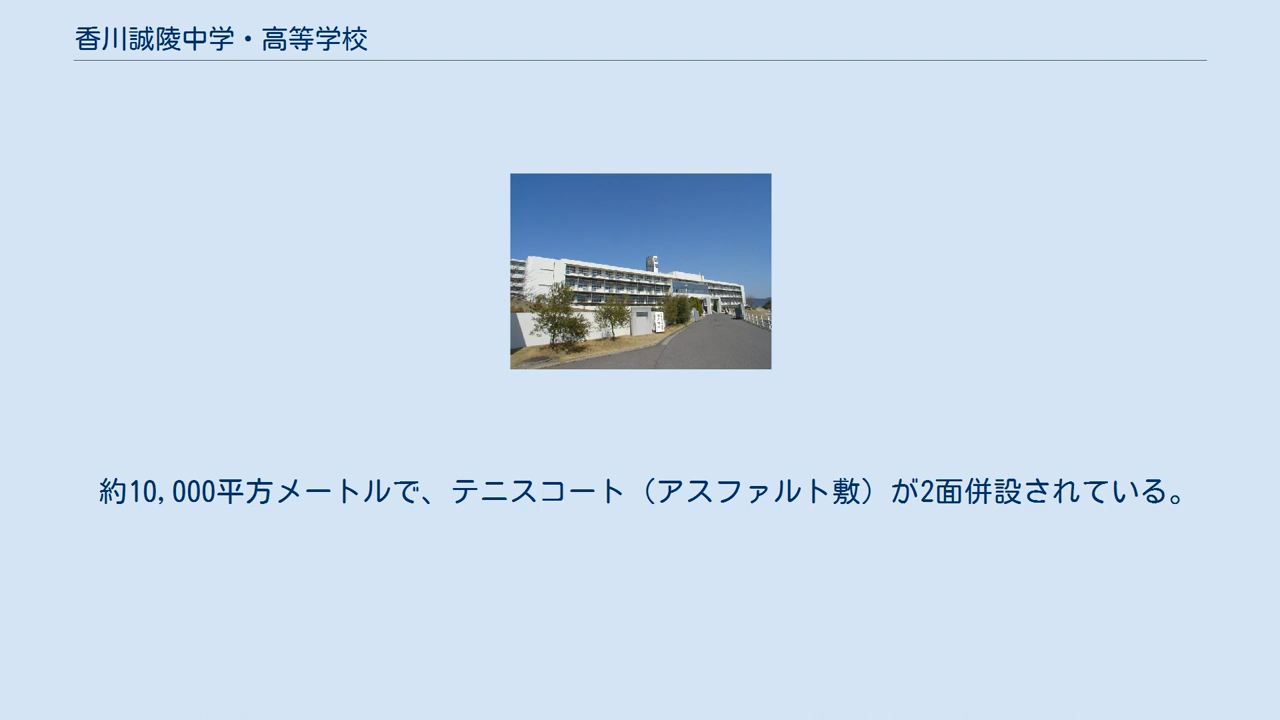 香川誠陵中学・高等学校
約10,000平方メートルで、テニスコート（アスファルト敷）が2面併設されている。